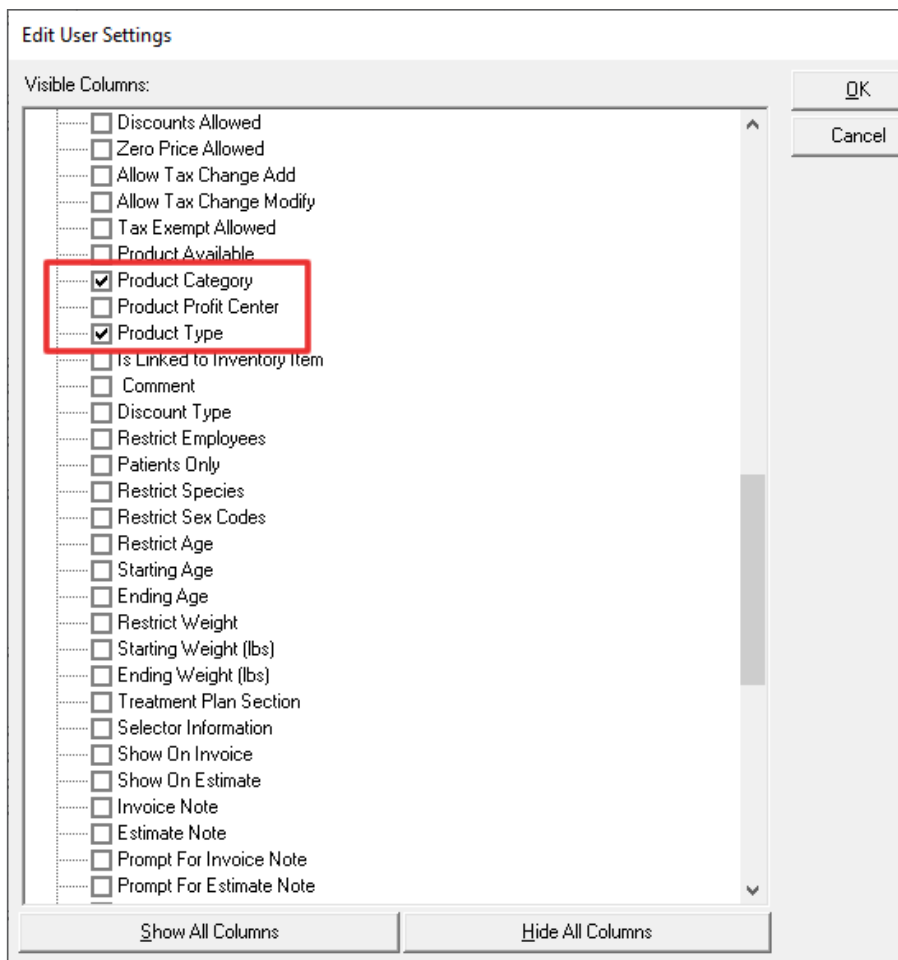 Edit User Settings
Visible Columns:
OK
Cancel
Discounts Allowed
Zero Price Allowed
Allow Tax Change Add
Allow Tax Change Modify
Tax Exempt Allowed
Product Available
Product Category
Product Profit Center
Product Type
Is Linked to Inventory Item
Comment
Discount Type
Restrict Employees
Patients Only
Restrict Species
Restrict Sex Codes
Restrict Age
Starting Age
Ending Age
Restrict Weight
Starting Weight (lbs)
Ending Weight (lbs)
Treatment Plan Section
Selector Information
Show On Invoice
Show On Estimate
Invoice Note
Estimate Note
Prompt For Invoice Note
Prompt For Estimate Note
Show All Columns
Hide All Columns